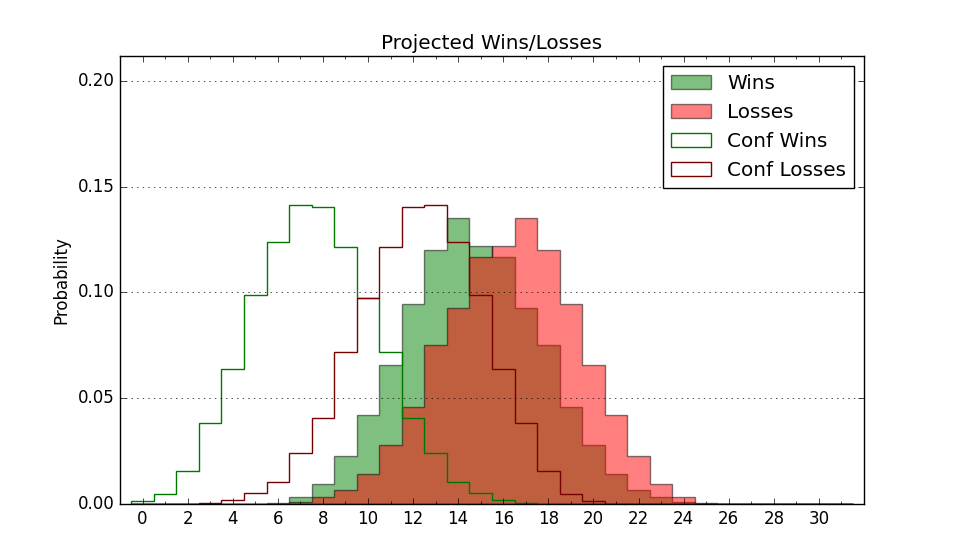 Projected Wins/Losses
Wins
Losses
Conf Wins
Conf Losses
Probability
0.20
0.15
0.10
0.05
0.00
0 2 4 6 8 10 12 14 16 18 20 22 24 26 28 30